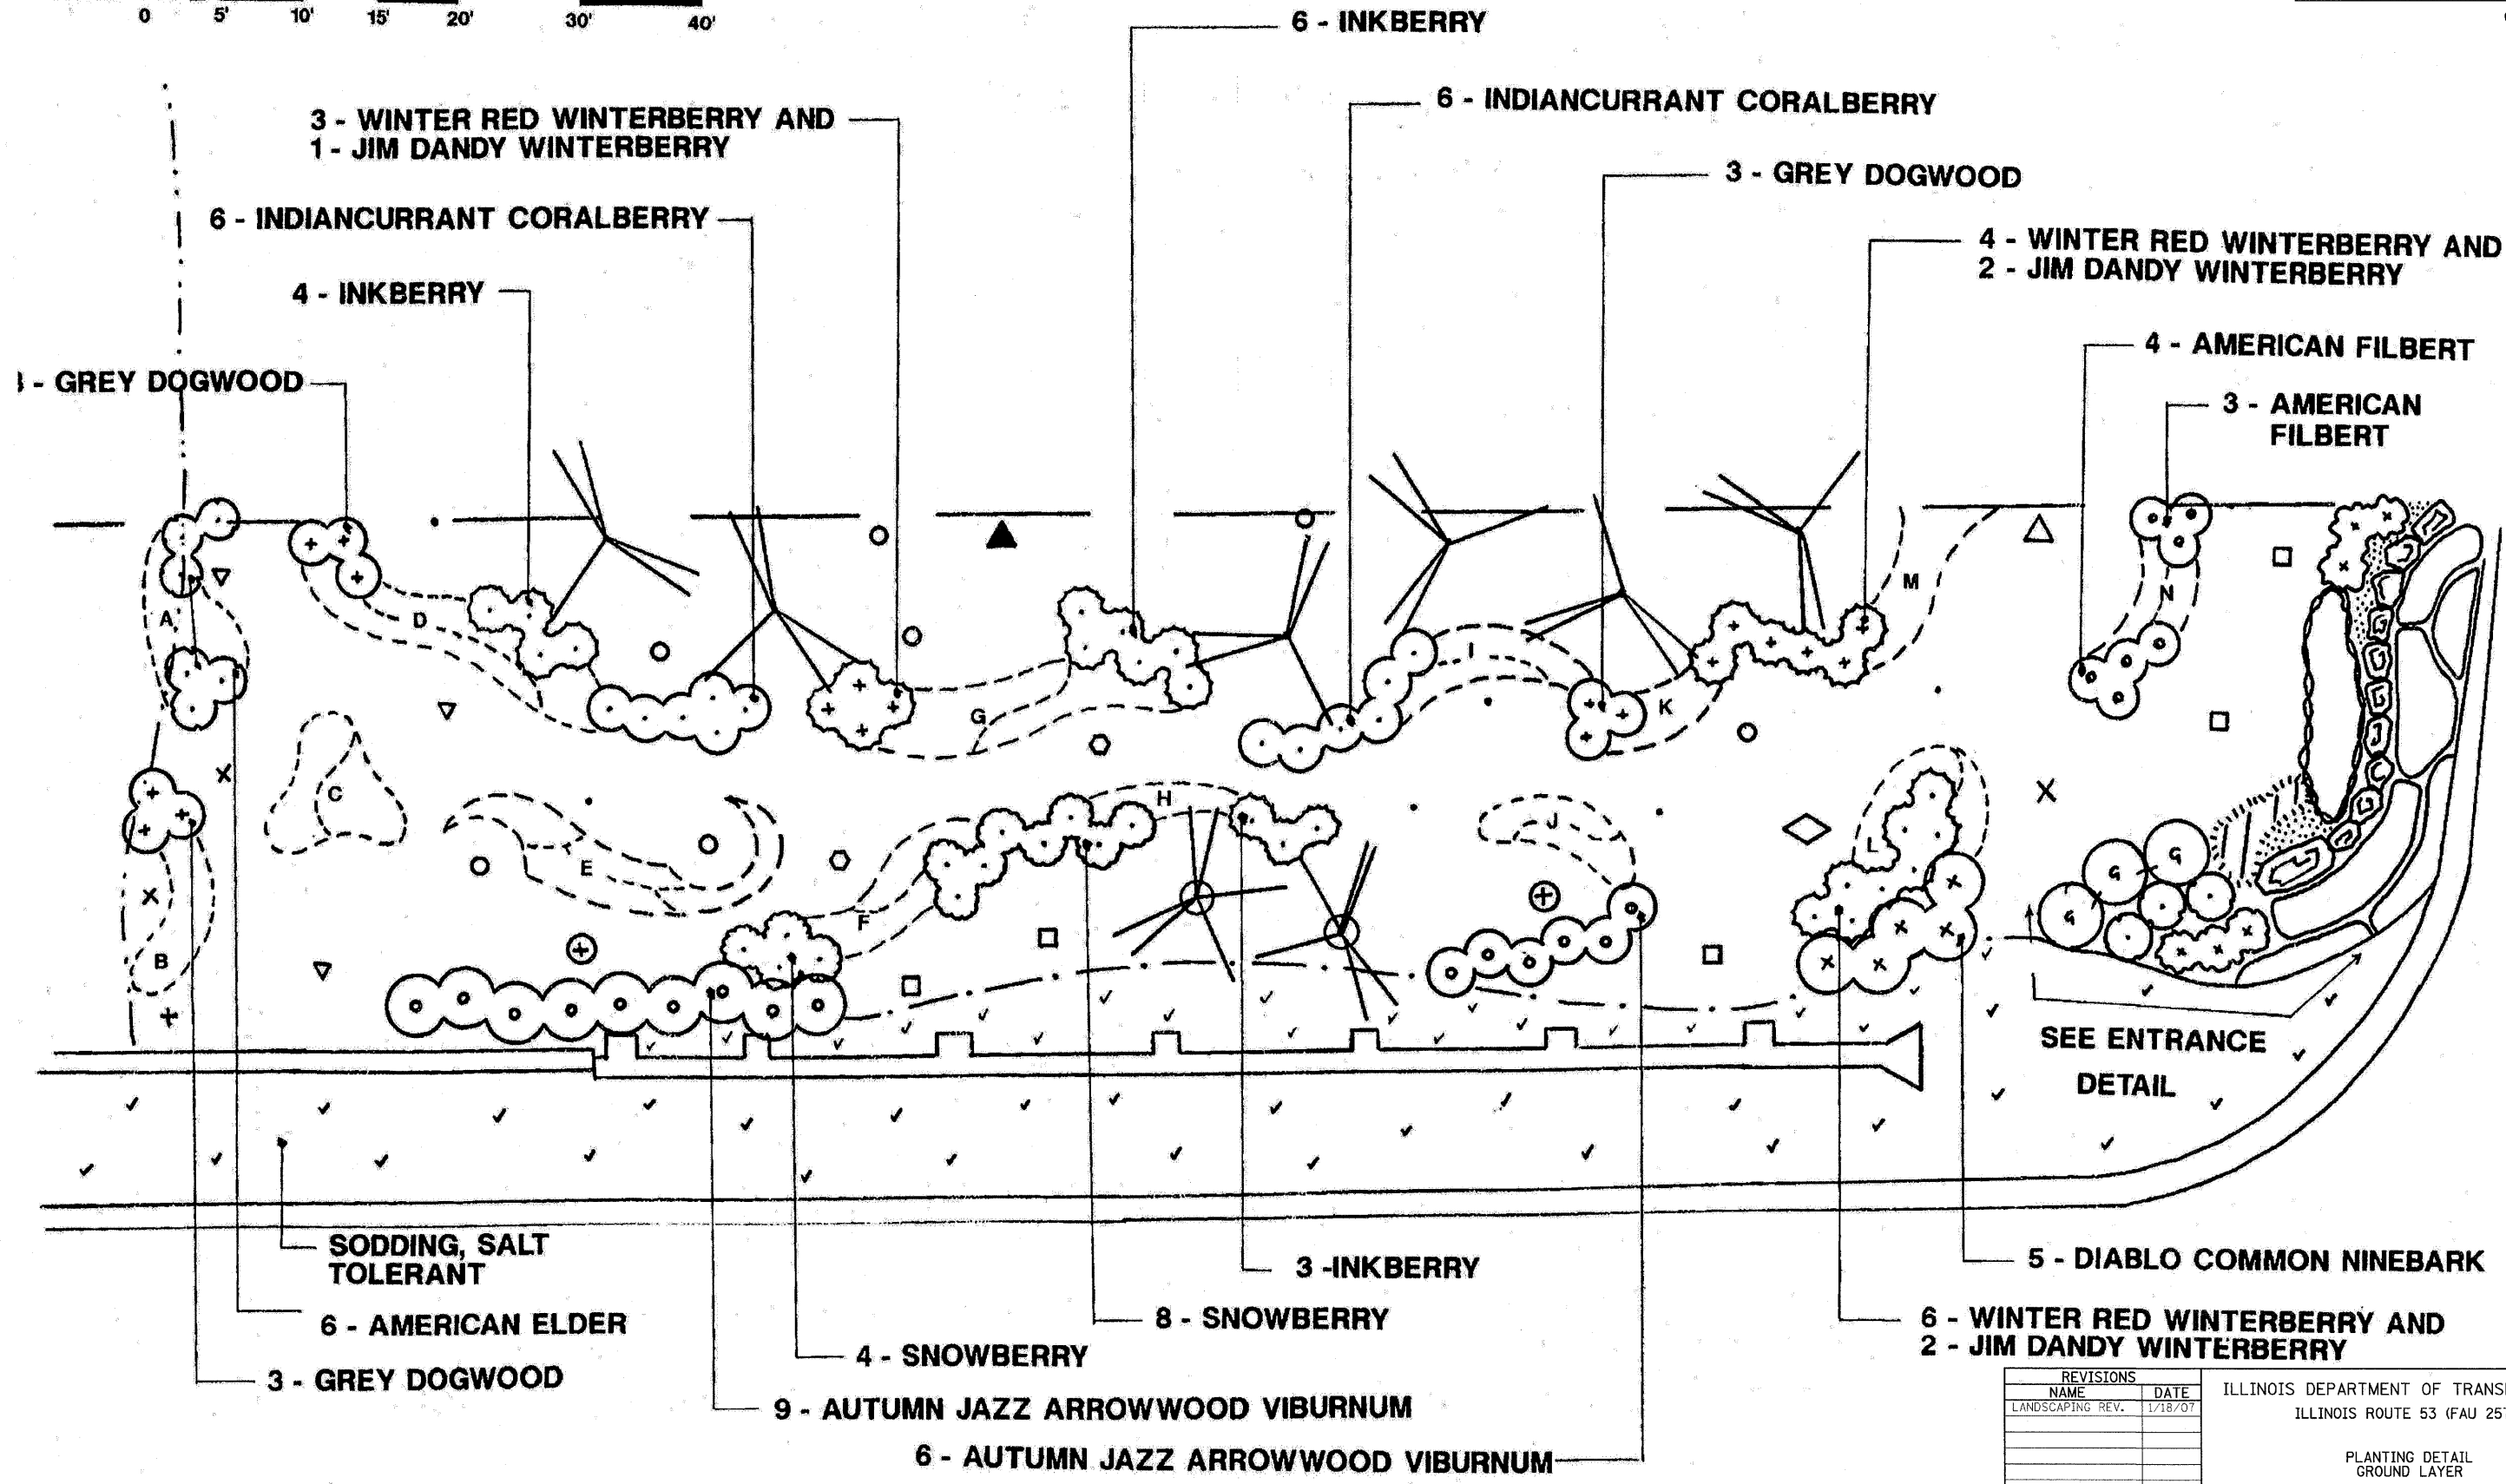 0 5' 10' 15' 20' 30' 40'
6 - INKBERRY
6 - INDIANCURRANT CORALBERRY
3 - WINTER RED WINTERBERRY AND
1 - JIM DANDY WINTERBERRY
3 - GREY DOGWOOD
6 - INDIANCURRANT CORALBERRY
4 - WINTER RED WINTERBERRY AND
2 - JIM DANDY WINTERBERRY
4 - INKBERRY
4 - AMERICAN FILBERT
- GREY DOGWOOD
3 - AMERICAN
FILBERT
A
D
G
I
K
M
N
C
E
F
H
J
L
B
G
G
G
SEE ENTRANCE
DETAIL
SODDING, SALT
TOLERANT
3 -INKBERRY
5 - DIABLO COMMON NINEBARK
6 - AMERICAN ELDER
8 - SNOWBERRY
6 - WINTER RED WINTERBERRY AND
2 - JIM DANDY WINTERBERRY
4 - SNOWBERRY
3 - GREY DOGWOOD
9 - AUTUMN JAZZ ARROWWOOD VIBURNUM
6 - AUTUMN JAZZ ARROWWOOD VIBURNUM
REVISIONS
NAME DATE
LANDSCAPING REV. 1/18/07
ILLINOIS DEPARTMENT OF TRANS
ILLINOIS ROUTE 53 (FAU 25
PLANTING DETAIL
GROUND LAYER